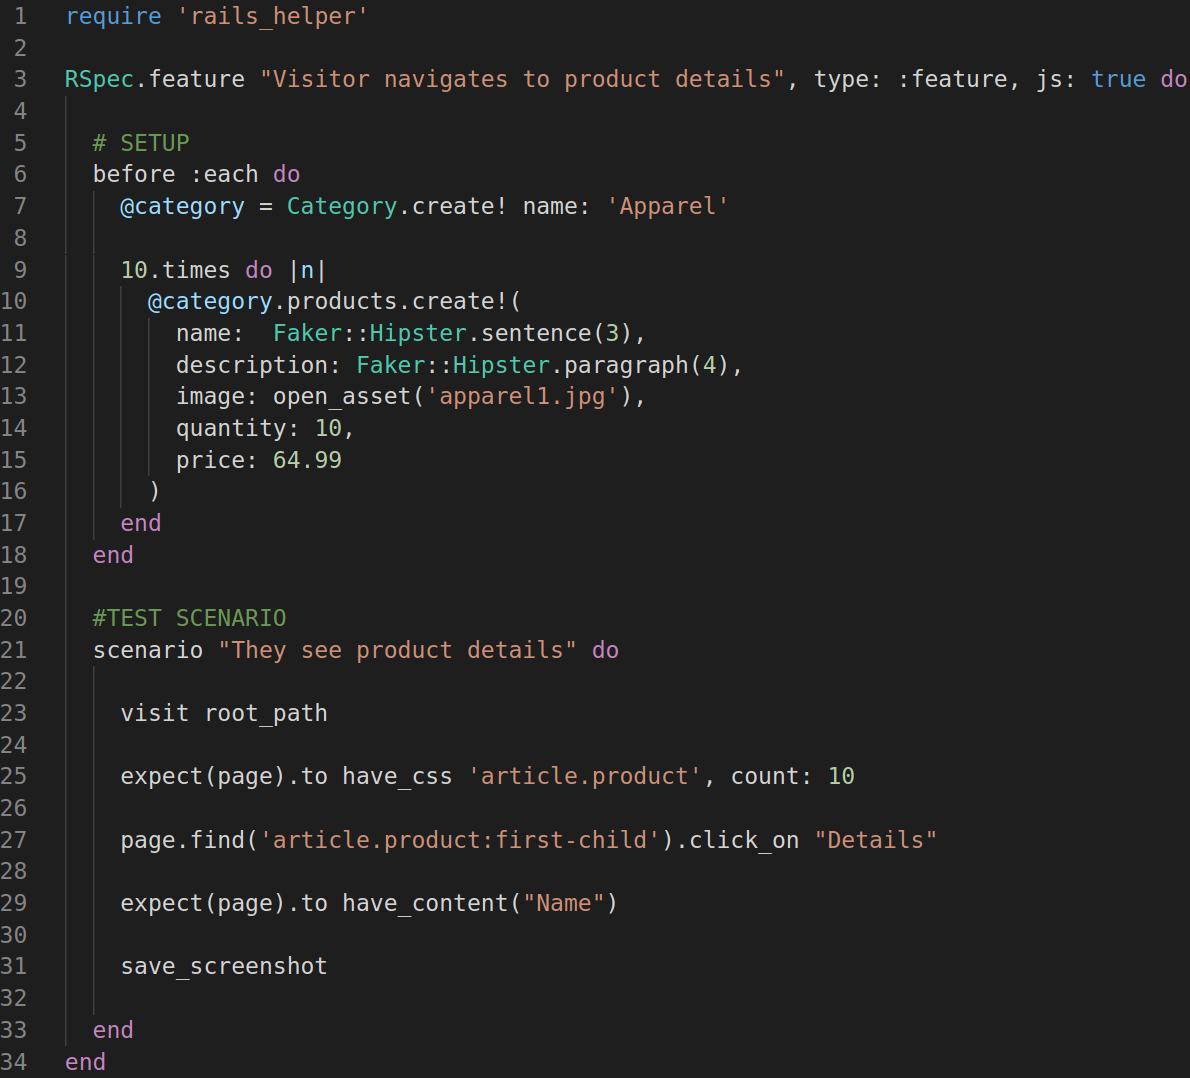 1 require 'rails_helper'
2
3 RSpec.feature "Visitor navigates to product details", type: :feature, js: true do
4
5   # SETUP
6   before :each do
7     @category = Category.create! name: 'Apparel'
8
9     10.times do |n|
10       @category.products.create!(
11         name:  Faker::Hipster.sentence(3),
12         description: Faker::Hipster.paragraph(4),
13         image: open_asset('apparel1.jpg'),
14         quantity: 10,
15         price: 64.99
16       )
17     end
18   end
19
20   #TEST SCENARIO
21   scenario "They see product details" do
22
23     visit root_path
24
25     expect(page).to have_css 'article.product', count: 10
26
27     page.find('article.product:first-child').click_on "Details"
28
29     expect(page).to have_content("Name")
30
31     save_screenshot
32
33   end
34 end